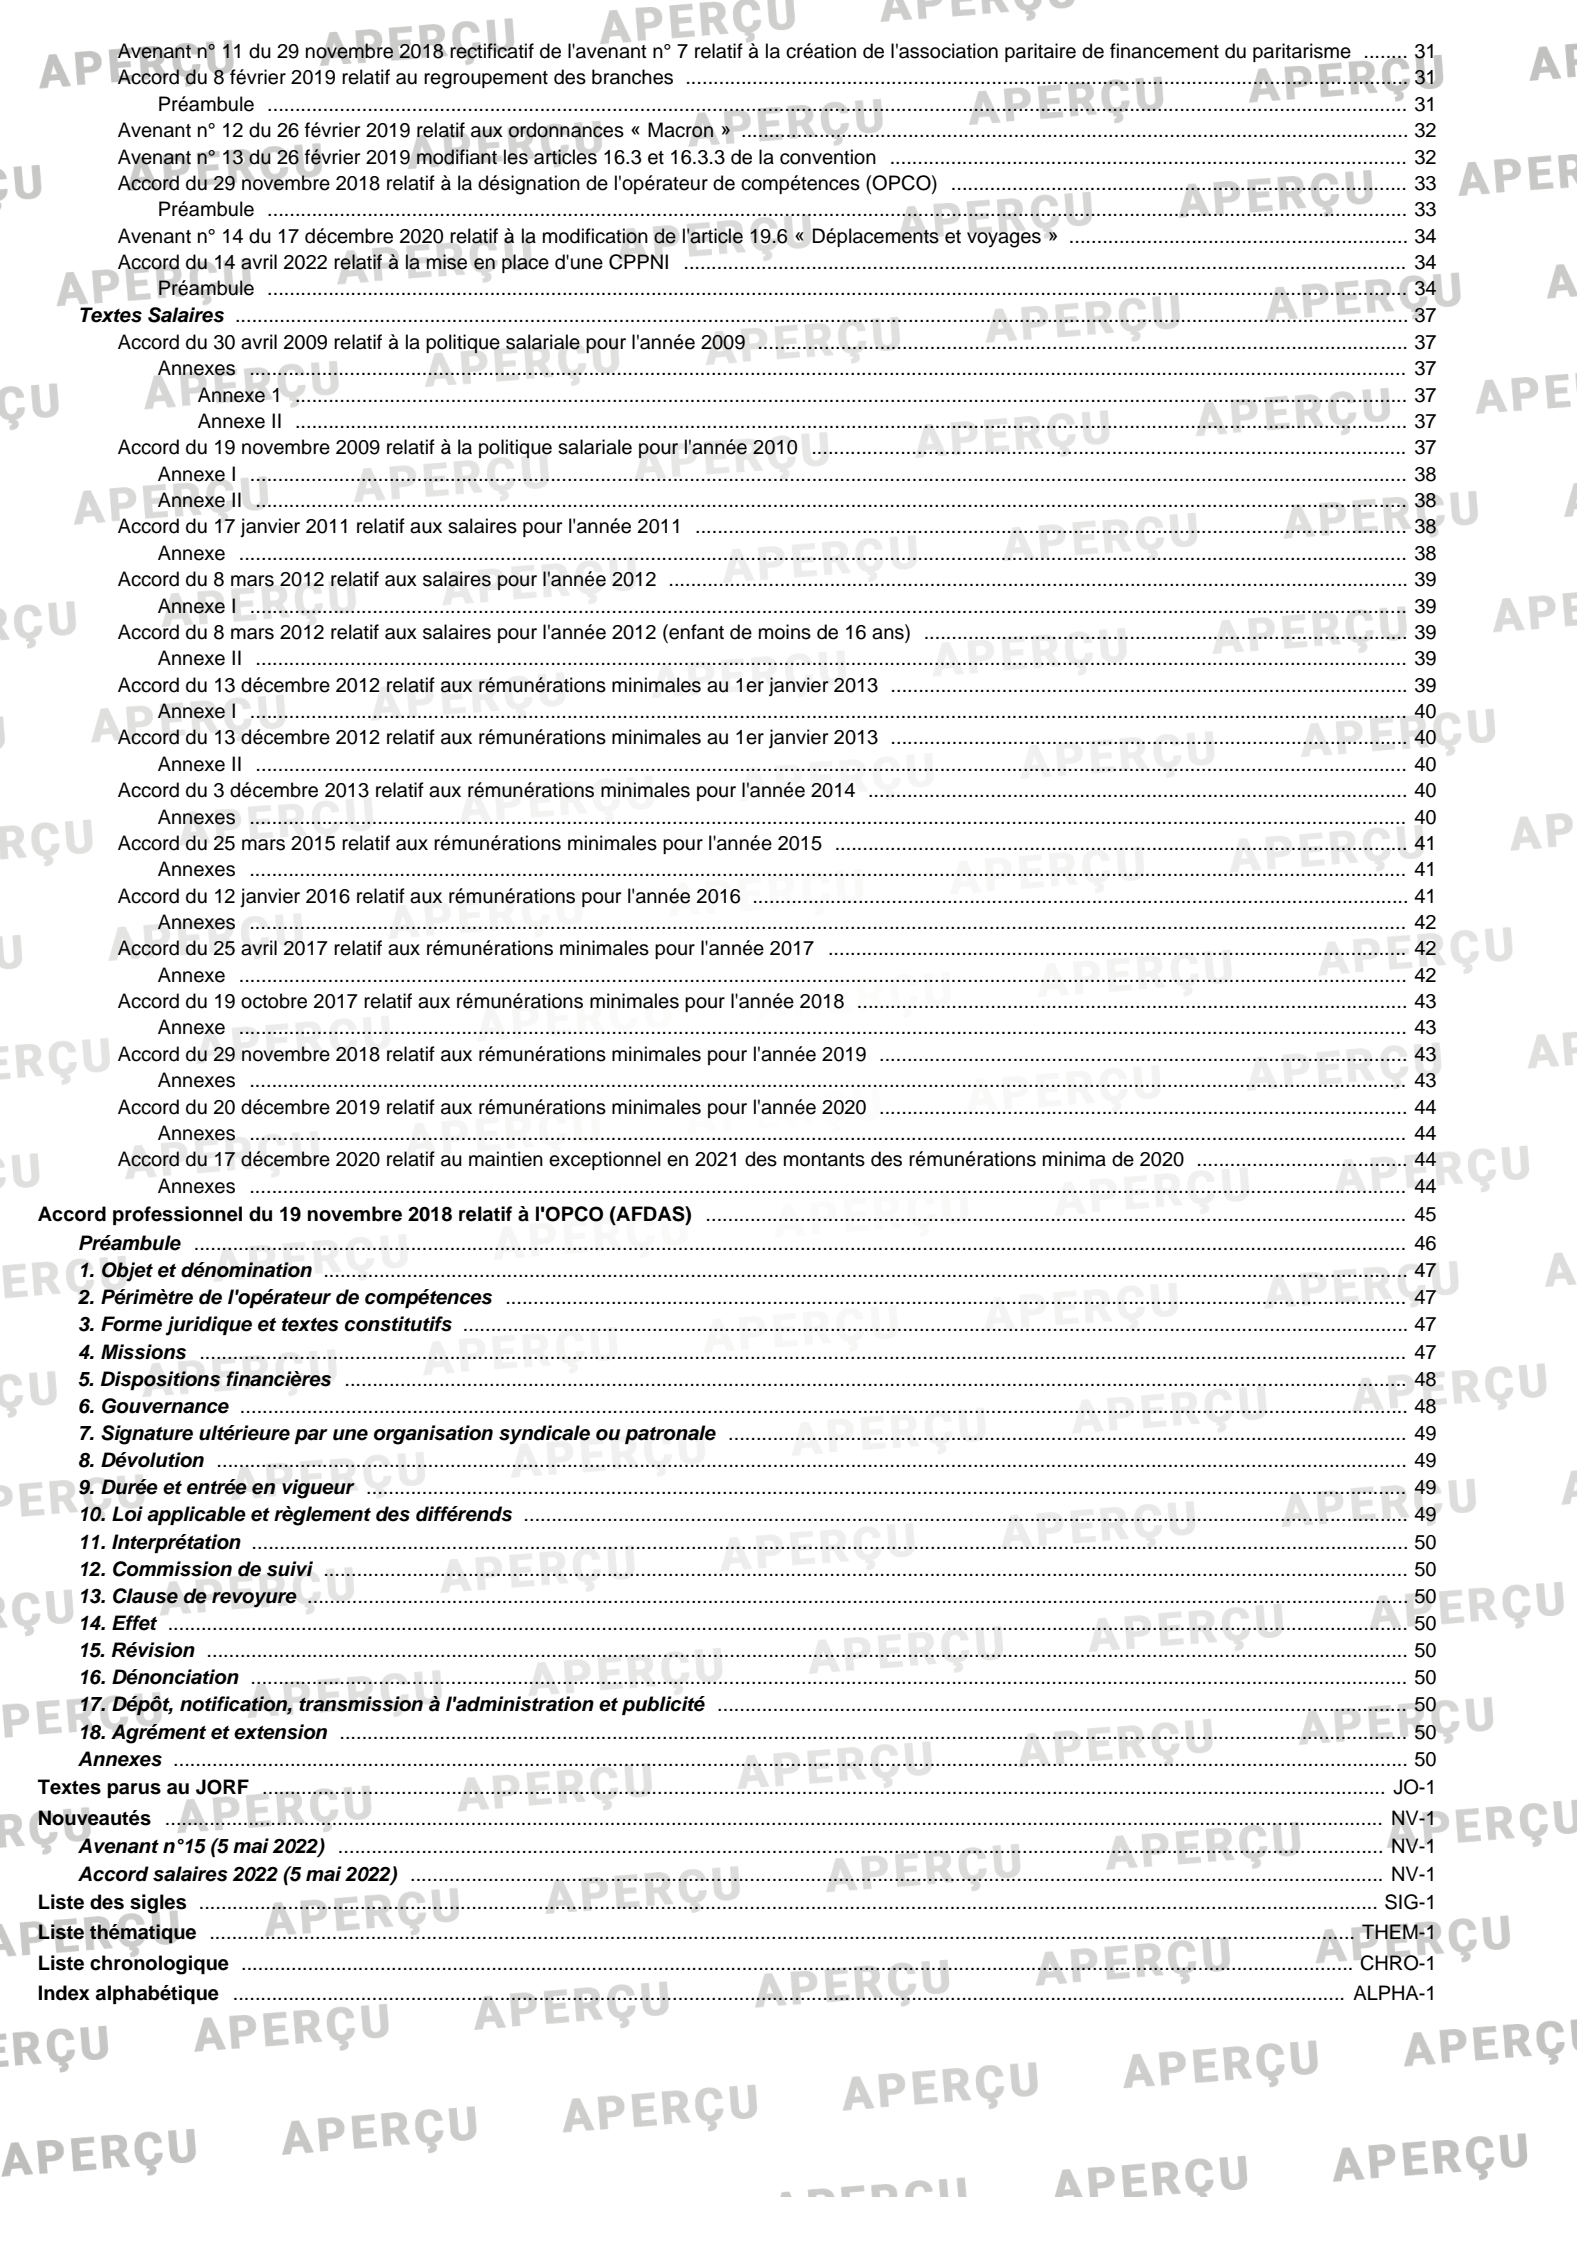 Avenant n° 11 du 29 novembre 2018 rectificatif de l'avenant n° 7 relatif à la création de l'association paritaire de financement du paritarisme ........ 31
Accord du 8 février 2019 relatif au regroupement des branches ........ 31
Préambule ........ 31
Avenant n° 12 du 26 février 2019 relatif aux ordonnances « Macron » ........ 32
Avenant n° 13 du 26 février 2019 modifiant les articles 16.3 et 16.3.3 de la convention ........ 32
Accord du 29 novembre 2018 relatif à la désignation de l'opérateur de compétences (OPCO) ........ 33
Préambule ........ 33
Avenant n° 14 du 17 décembre 2020 relatif à la modification de l'article 19.6 « Déplacements et voyages » ........ 34
Accord du 14 avril 2022 relatif à la mise en place d'une CPPNI ........ 34
Préambule ........ 34
Textes Salaires ........ 37
Accord du 30 avril 2009 relatif à la politique salariale pour l'année 2009 ........ 37
Annexes ........ 37
Annexe 1 ........ 37
Annexe II ........ 37
Accord du 19 novembre 2009 relatif à la politique salariale pour l'année 2010 ........ 37
Annexe I ........ 38
Annexe II ........ 38
Accord du 17 janvier 2011 relatif aux salaires pour l'année 2011 ........ 38
Annexe ........ 38
Accord du 8 mars 2012 relatif aux salaires pour l'année 2012 ........ 39
Annexe I ........ 39
Accord du 8 mars 2012 relatif aux salaires pour l'année 2012 (enfant de moins de 16 ans) ........ 39
Annexe II ........ 39
Accord du 13 décembre 2012 relatif aux rémunérations minimales au 1er janvier 2013 ........ 39
Annexe I ........ 40
Accord du 13 décembre 2012 relatif aux rémunérations minimales au 1er janvier 2013 ........ 40
Annexe II ........ 40
Accord du 3 décembre 2013 relatif aux rémunérations minimales pour l'année 2014 ........ 40
Annexes ........ 40
Accord du 25 mars 2015 relatif aux rémunérations minimales pour l'année 2015 ........ 41
Annexes ........ 41
Accord du 12 janvier 2016 relatif aux rémunérations pour l'année 2016 ........ 41
Annexes ........ 42
Accord du 25 avril 2017 relatif aux rémunérations minimales pour l'année 2017 ........ 42
Annexe ........ 42
Accord du 19 octobre 2017 relatif aux rémunérations minimales pour l'année 2018 ........ 43
Annexe ........ 43
Accord du 29 novembre 2018 relatif aux rémunérations minimales pour l'année 2019 ........ 43
Annexes ........ 43
Accord du 20 décembre 2019 relatif aux rémunérations minimales pour l'année 2020 ........ 44
Annexes ........ 44
Accord du 17 décembre 2020 relatif au maintien exceptionnel en 2021 des montants des rémunérations minima de 2020 ........ 44
Annexes ........ 44
Accord professionnel du 19 novembre 2018 relatif à l'OPCO (AFDAS) ........ 45
Préambule ........ 46
1. Objet et dénomination ........ 47
2. Périmètre de l'opérateur de compétences ........ 47
3. Forme juridique et textes constitutifs ........ 47
4. Missions ........ 47
5. Dispositions financières ........ 48
6. Gouvernance ........ 48
7. Signature ultérieure par une organisation syndicale ou patronale ........ 49
8. Dévolution ........ 49
9. Durée et entrée en vigueur ........ 49
10. Loi applicable et règlement des différends ........ 49
11. Interprétation ........ 50
12. Commission de suivi ........ 50
13. Clause de revoyure ........ 50
14. Effet ........ 50
15. Révision ........ 50
16. Dénonciation ........ 50
17. Dépôt, notification, transmission à l'administration et publicité ........ 50
18. Agrément et extension ........ 50
Annexes ........ 50
Textes parus au JORF ........ JO-1
Nouveautés ........ NV-1
Avenant n°15 (5 mai 2022) ........ NV-1
Accord salaires 2022 (5 mai 2022) ........ NV-1
Liste des sigles ........ SIG-1
Liste thématique ........ THEM-1
Liste chronologique ........ CHRO-1
Index alphabétique ........ ALPHA-1
APERÇU